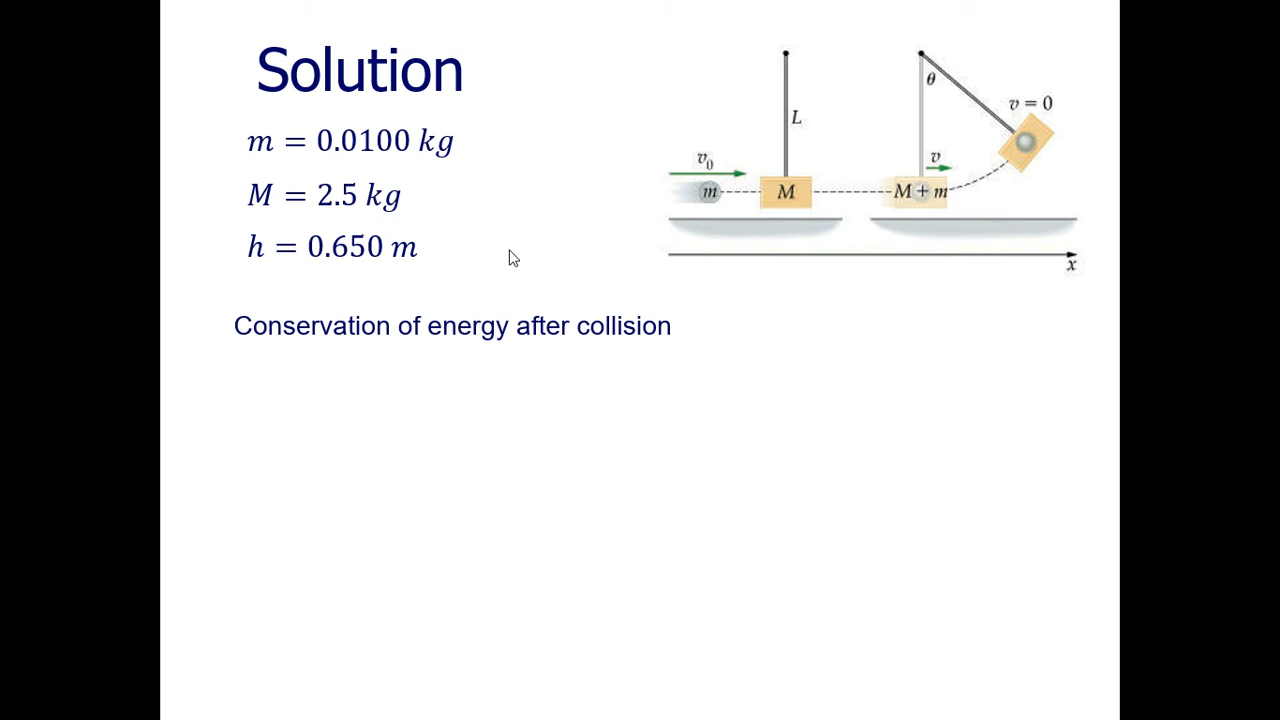 Solution
m = 0.0100 kg
M = 2.5 kg
h = 0.650 m
Conservation of energy after collision
L
v₀
m
M
θ
v = 0
v
M + m
x